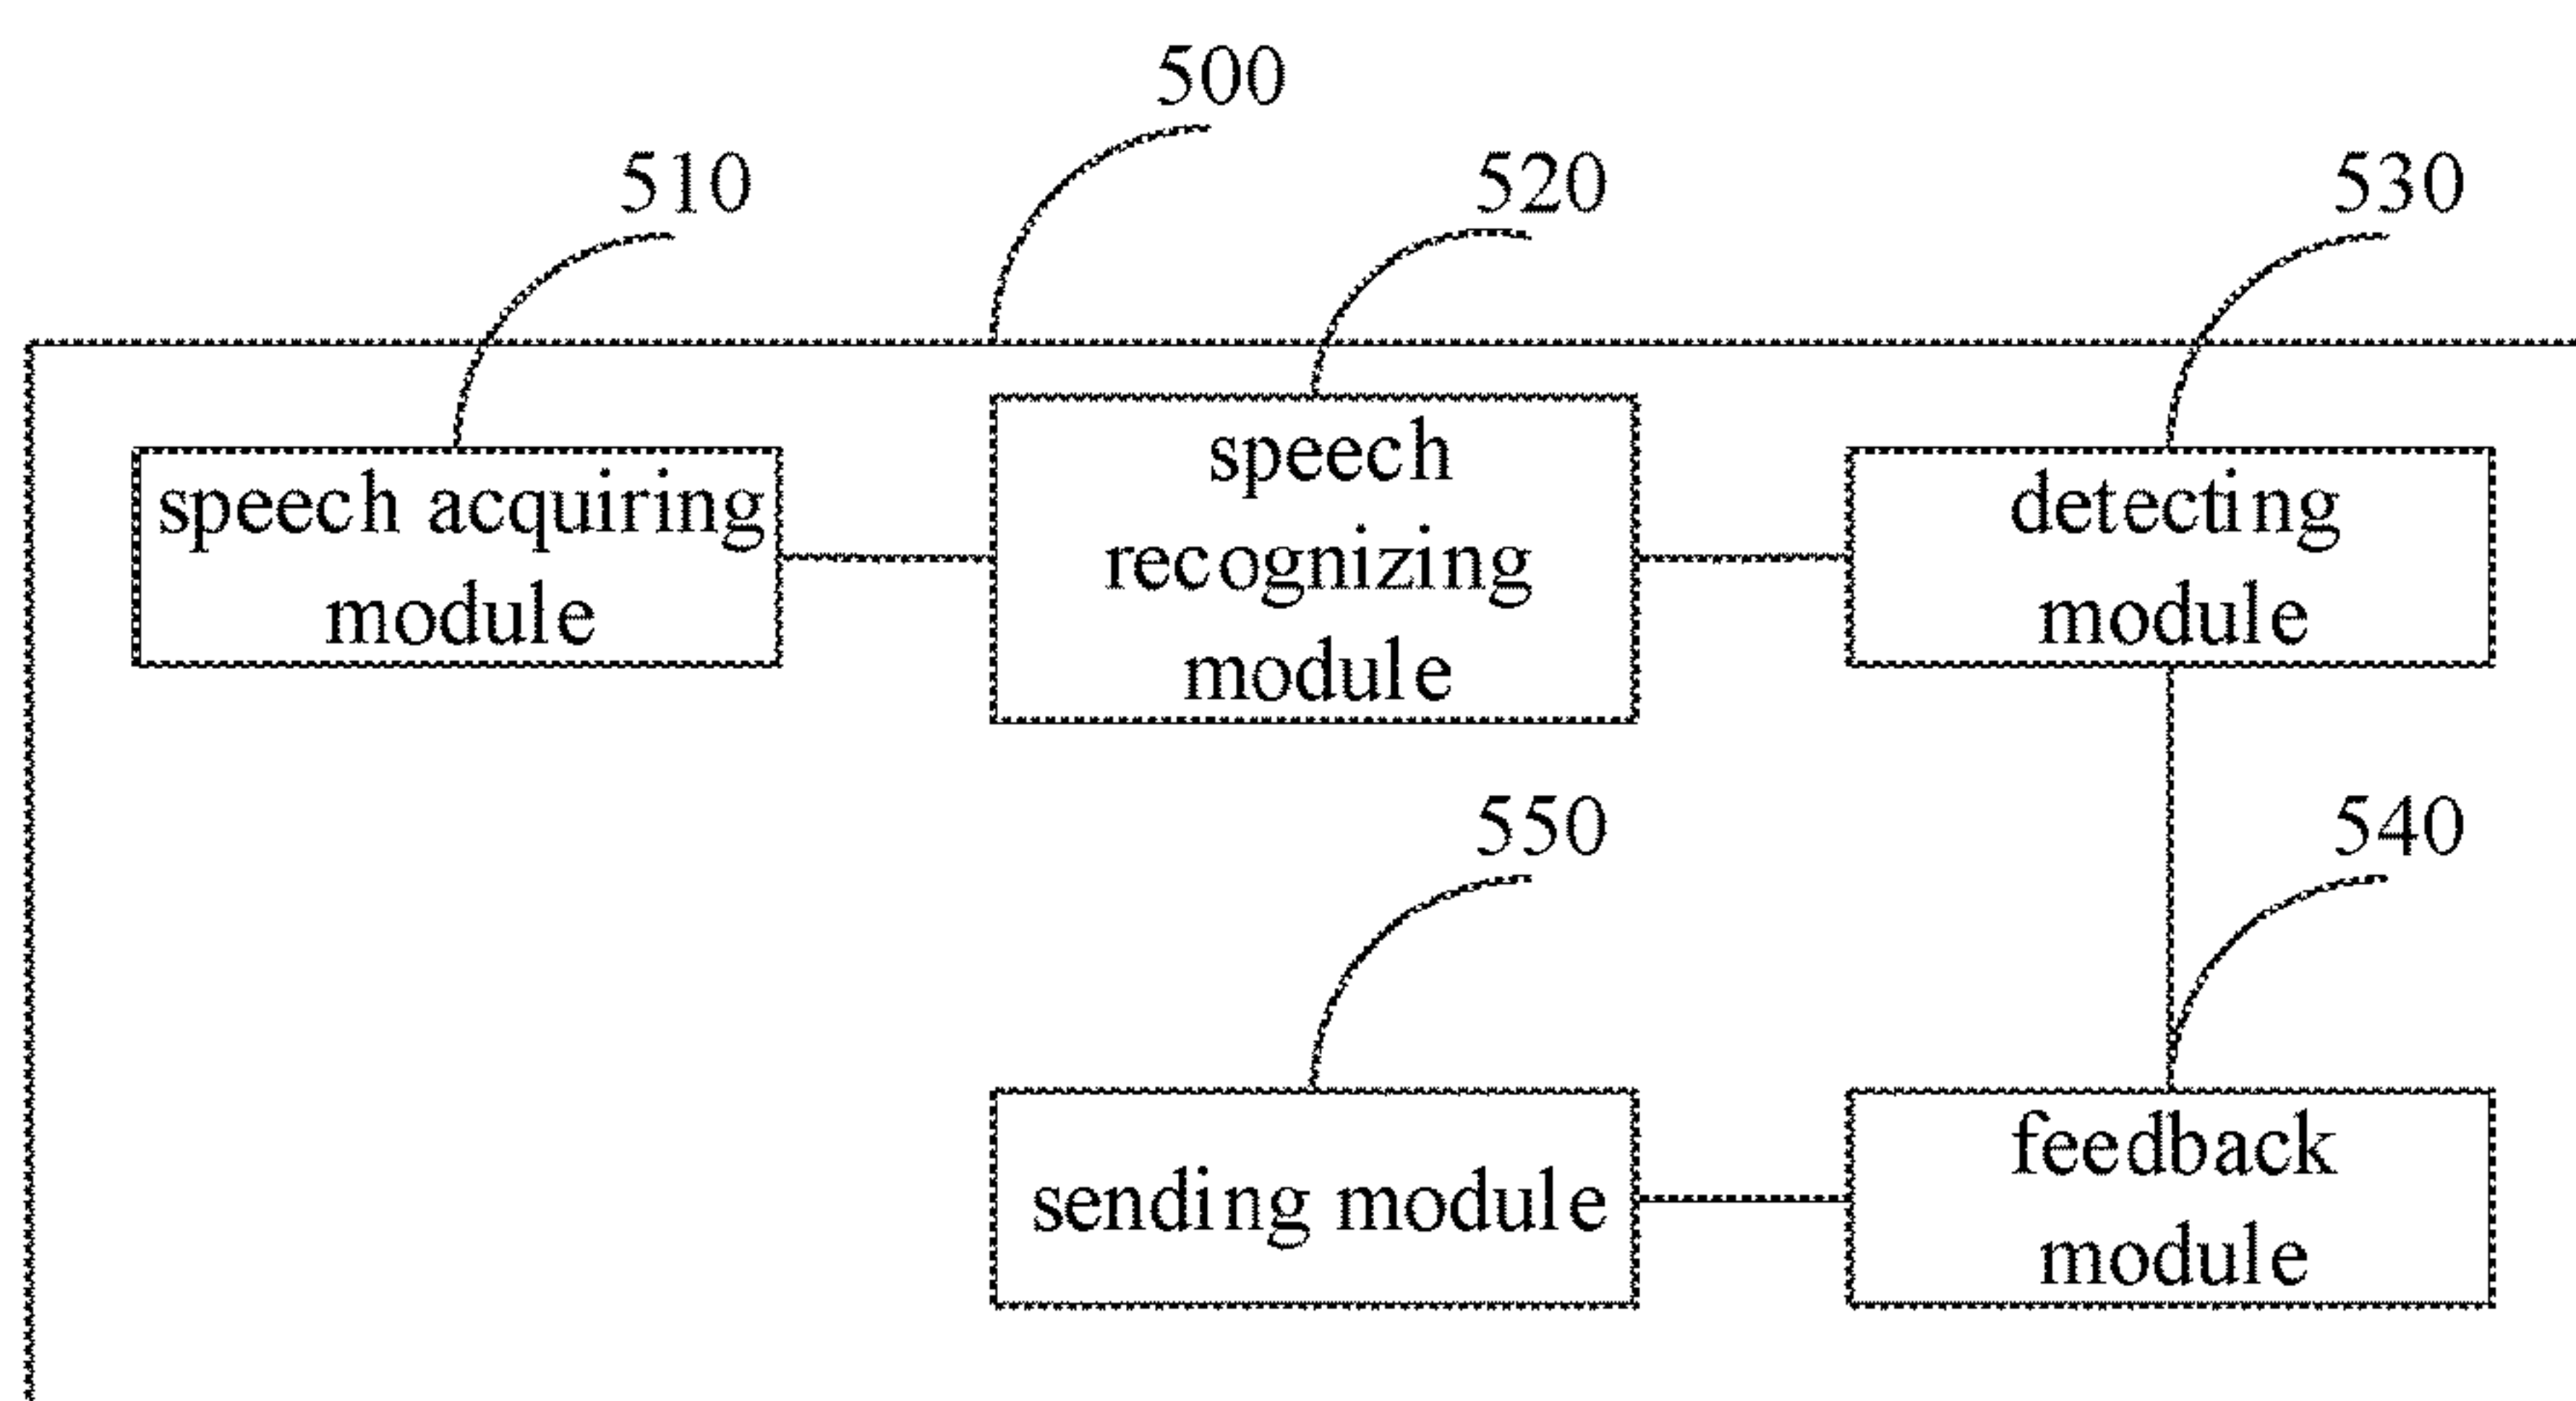 500
510
520
530
speech acquiring
module
speech
recognizing
module
detecting
module
550
540
sending module
feedback
module